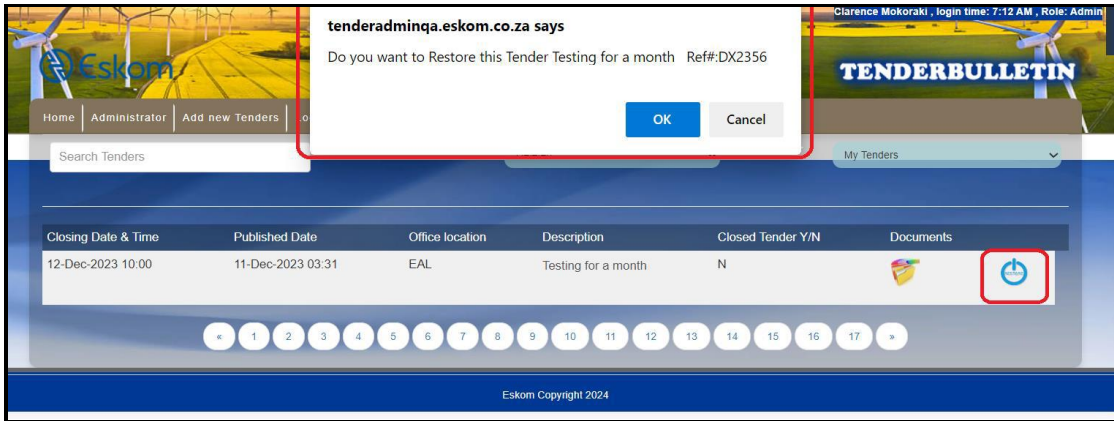 Clarence Mokoraki , login time: 7:12 AM , Role: Admin
tenderadminqa.eskom.co.za says
Do you want to Restore this Tender Testing for a month Ref#:DX2356
OK Cancel
Eskom
TENDERBULLETIN
Home Administrator Add new Tenders
Search Tenders
My Tenders
Closing Date & Time Published Date Office location Description Closed Tender Y/N Documents
12-Dec-2023 10:00 11-Dec-2023 03:31 EAL Testing for a month N
« 1 2 3 4 5 6 7 8 9 10 11 12 13 14 15 16 17 »
Eskom Copyright 2024